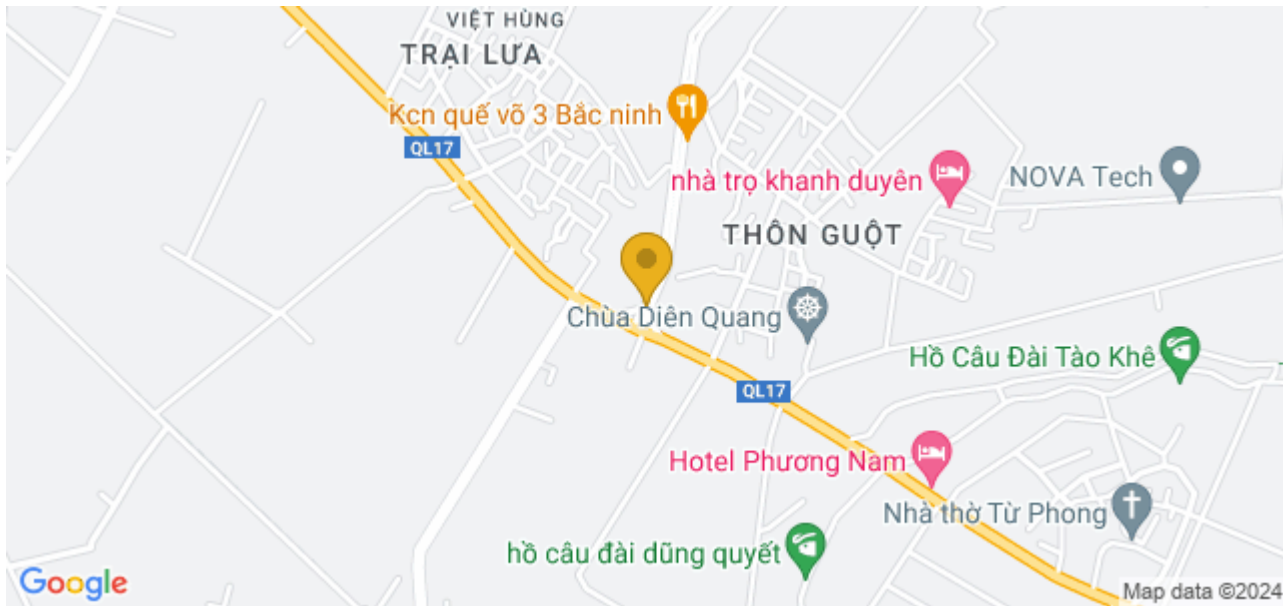 VIỆT HÙNG
TRẠI LƯA
Kcn quế võ 3 Bắc ninh
QL17
nhà trọ khanh duyên
NOVA Tech
THÔN GUỘT
Chùa Diên Quang
Hồ Câu Đài Tào Khê
QL17
Hotel Phương Nam
Nhà thờ Từ Phong
hồ câu đài dũng quyết
Google
Map data ©2024